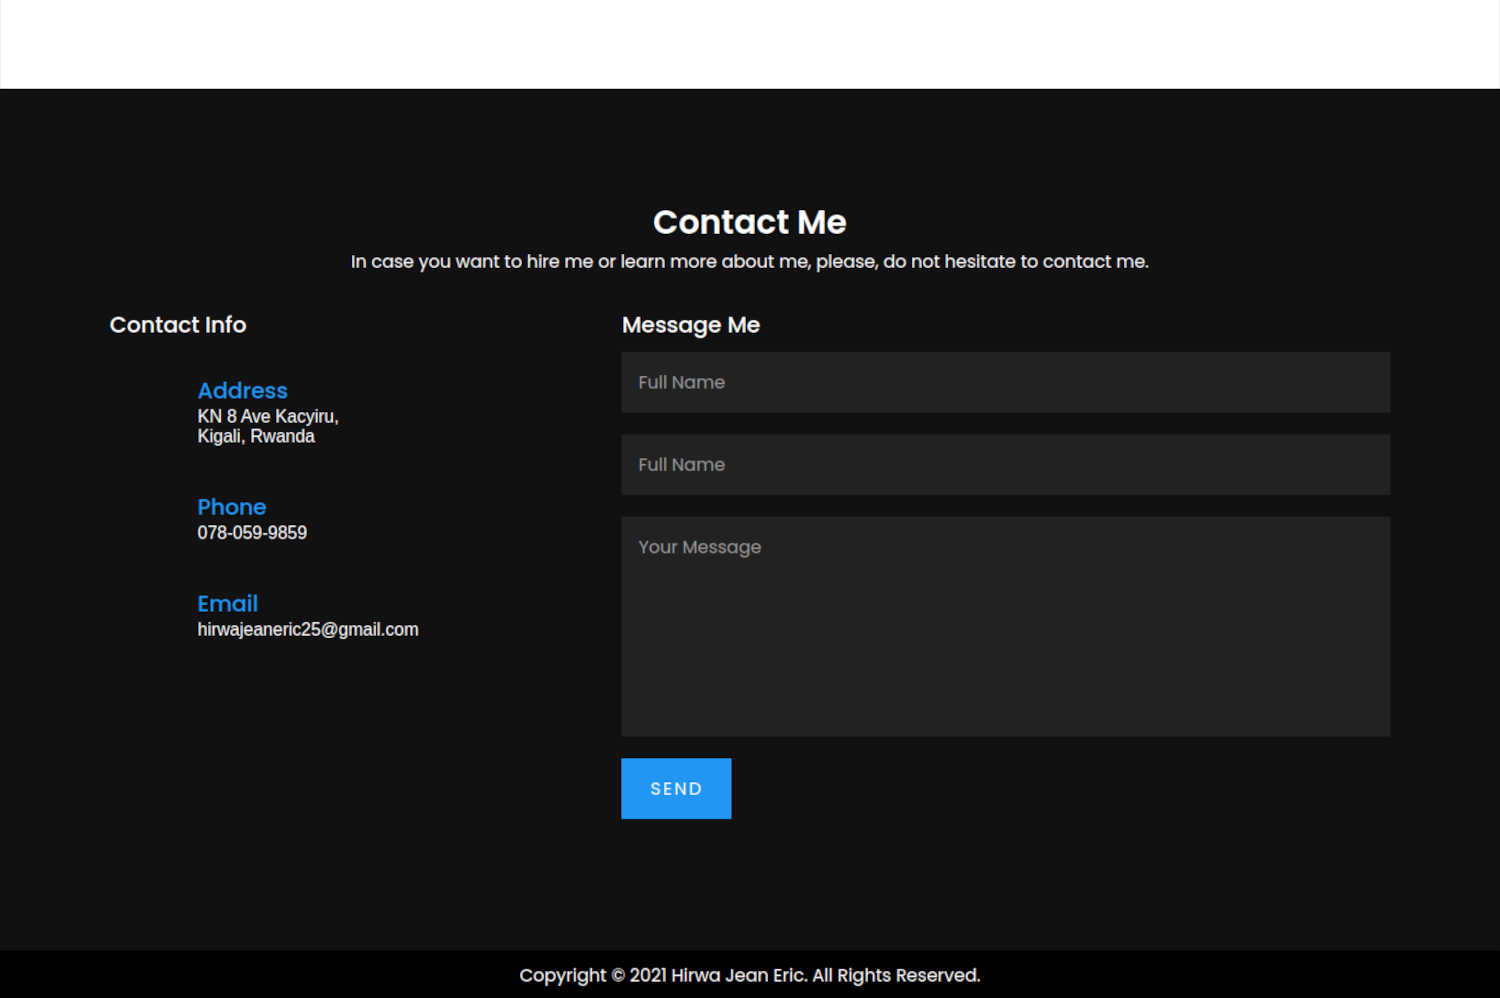 Contact Me
In case you want to hire me or learn more about me, please, do not hesitate to contact me.
Contact Info
Address
KN 8 Ave Kacyiru,
Kigali, Rwanda
Phone
078-059-9859
Email
hirwajeaneric25@gmail.com
Message Me
Full Name
Full Name
Your Message
SEND
Copyright © 2021 Hirwa Jean Eric. All Rights Reserved.